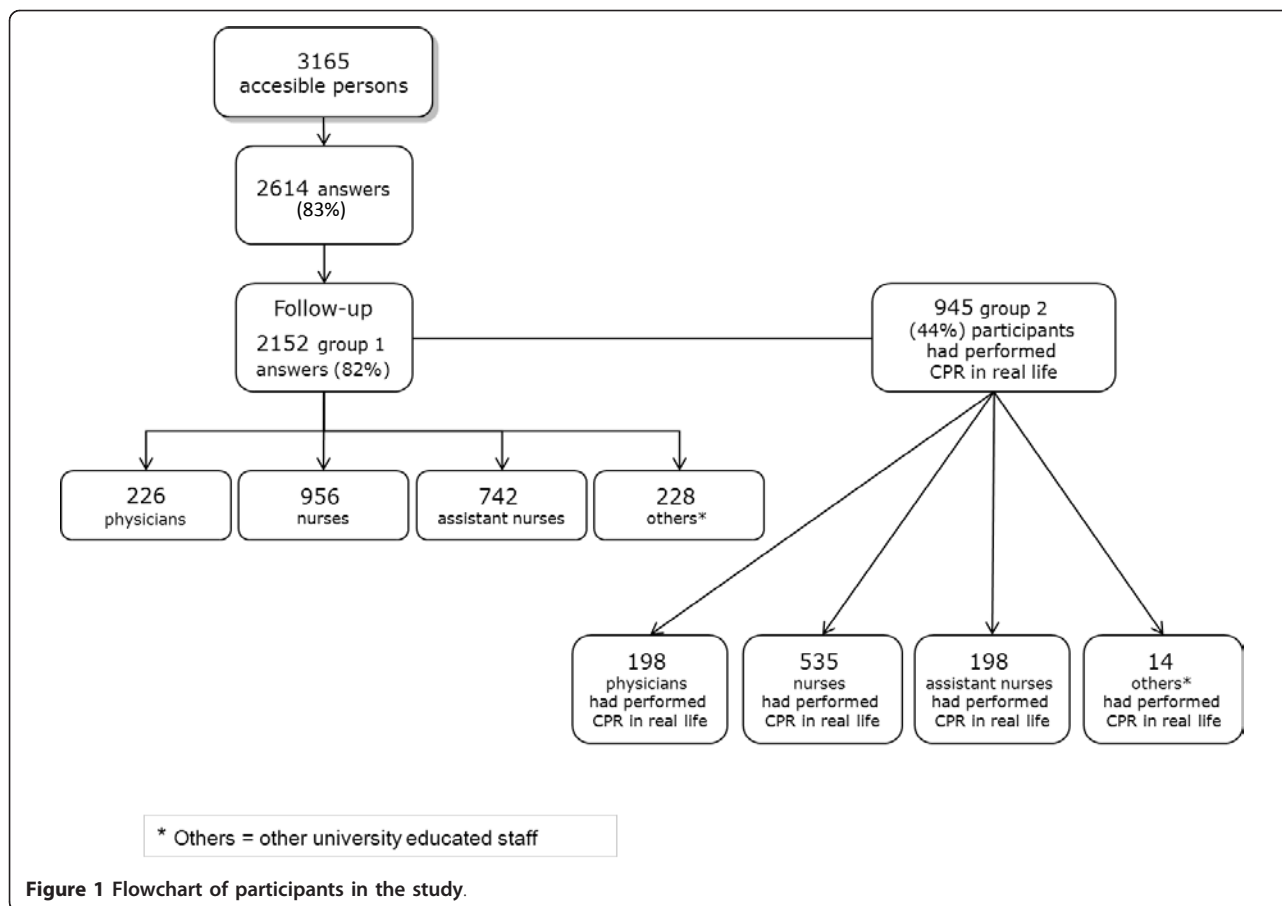 3165
accesible persons
2614 answers
(83%)
Follow-up
2152 group 1
answers (82%)
945 group 2
(44%) participants
had performed
CPR in real life
226
physicians
956
nurses
742
assistant nurses
228
others*
198
physicians
had performed
CPR in real life
535
nurses
had performed
CPR in real life
198
assistant nurses
had performed
CPR in real life
14
others*
had performed
CPR in real life
* Others = other university educated staff
Figure 1 Flowchart of participants in the study.